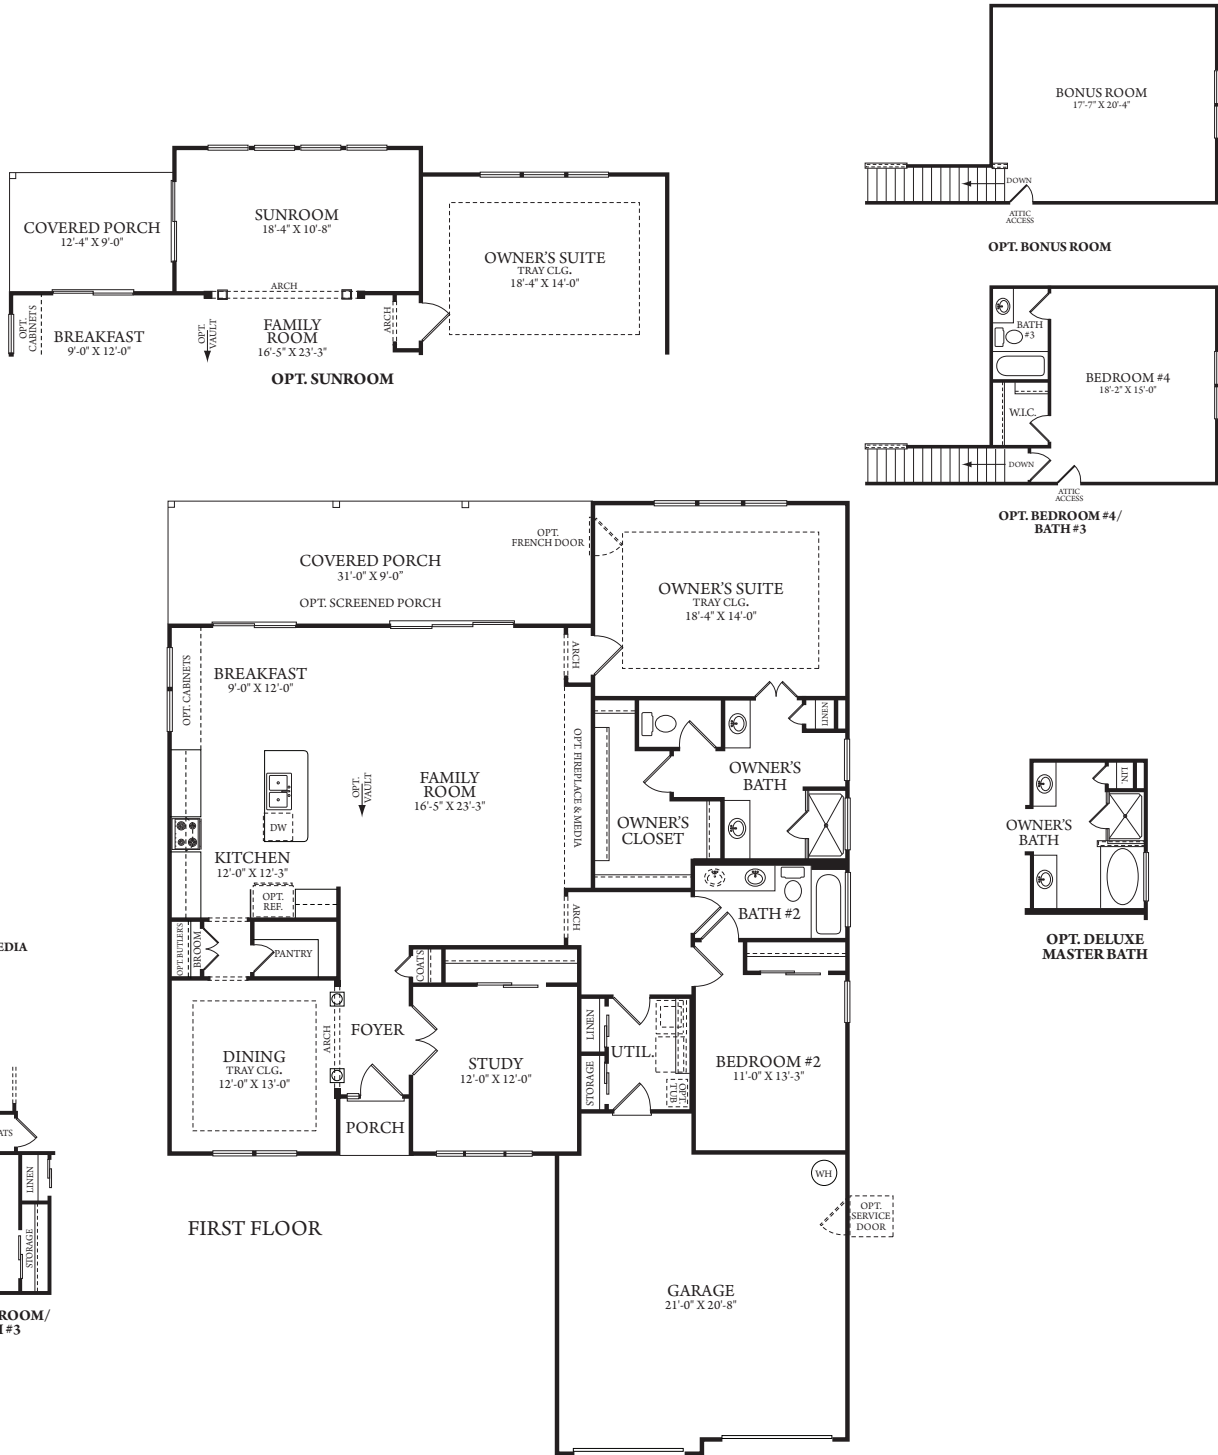 BONUS ROOM
17'-7" X 20'-4"
DOWN
ATTIC
ACCESS
OPT. BONUS ROOM
COVERED PORCH
12'-4" X 9'-0"
SUNROOM
18'-4" X 10'-8"
OWNER'S SUITE
TRAY CLG.
18'-4" X 14'-0"
ARCH
OPT.
CABINETS
BREAKFAST
9'-0" X 12'-0"
OPT.
VAULT
FAMILY
ROOM
16'-5" X 23'-3"
ARCH
OPT. SUNROOM
BATH
#3
BEDROOM #4
18'-2" X 15'-0"
W.I.C.
DOWN
ATTIC
ACCESS
OPT. BEDROOM #4/
BATH #3
OPT.
FRENCH DOOR
COVERED PORCH
31'-0" X 9'-0"
OPT. SCREENED PORCH
OWNER'S SUITE
TRAY CLG.
18'-4" X 14'-0"
ARCH
OPT. CABINETS
BREAKFAST
9'-0" X 12'-0"
LINEN
OPT. FIREPLACE & MEDIA
OPT.
VAULT
FAMILY
ROOM
16'-5" X 23'-3"
OWNER'S
BATH
OWNER'S
CLOSET
DW
KITCHEN
12'-0" X 12'-3"
OPT.
REF.
ARCH
BATH #2
OPT. BUTLER'S
BROOM
PANTRY
COATS
FOYER
ARCH
DINING
TRAY CLG.
12'-0" X 13'-0"
STUDY
12'-0" X 12'-0"
LINEN
UTIL.
STORAGE
OPT.
TUB
BEDROOM #2
11'-0" X 13'-3"
PORCH
WH
OPT.
SERVICE
DOOR
FIRST FLOOR
GARAGE
21'-0" X 20'-8"
LIN
OWNER'S
BATH
OPT. DELUXE
MASTER BATH
EDIA
ATS
LINEN
STORAGE
ROOM/
#3